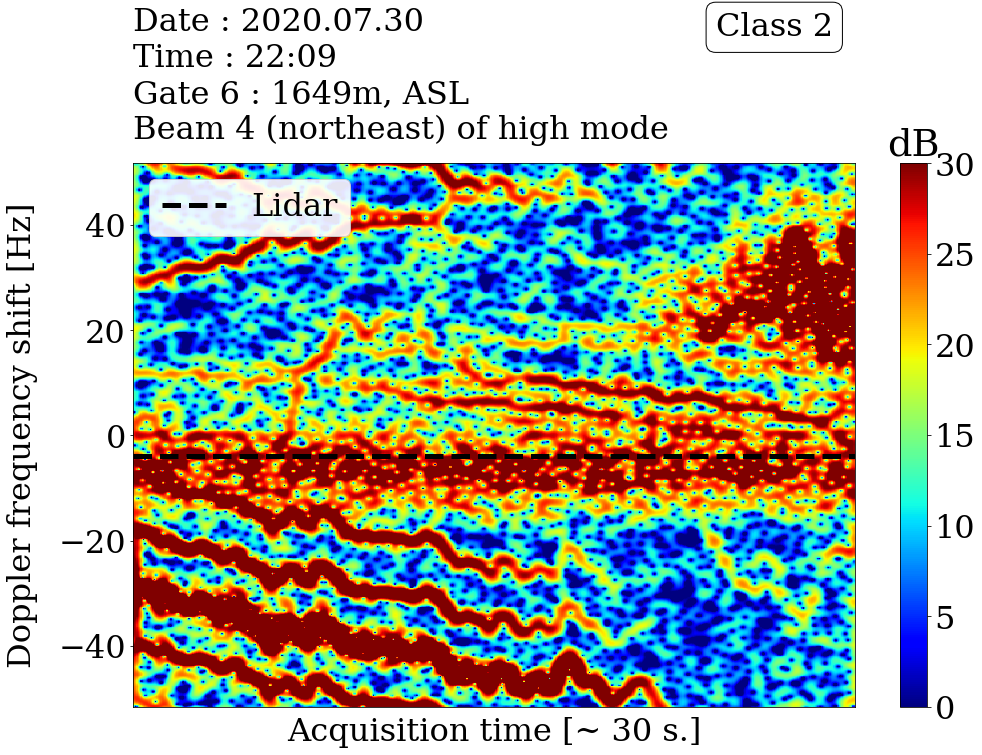 Date : 2020.07.30
Time : 22:09
Gate 6 : 1649m, ASL
Beam 4 (northeast) of high mode
Class 2
dB
Lidar
Doppler frequency shift [Hz]
40
20
0
−20
−40
Acquisition time [~ 30 s.]
30
25
20
15
10
5
0